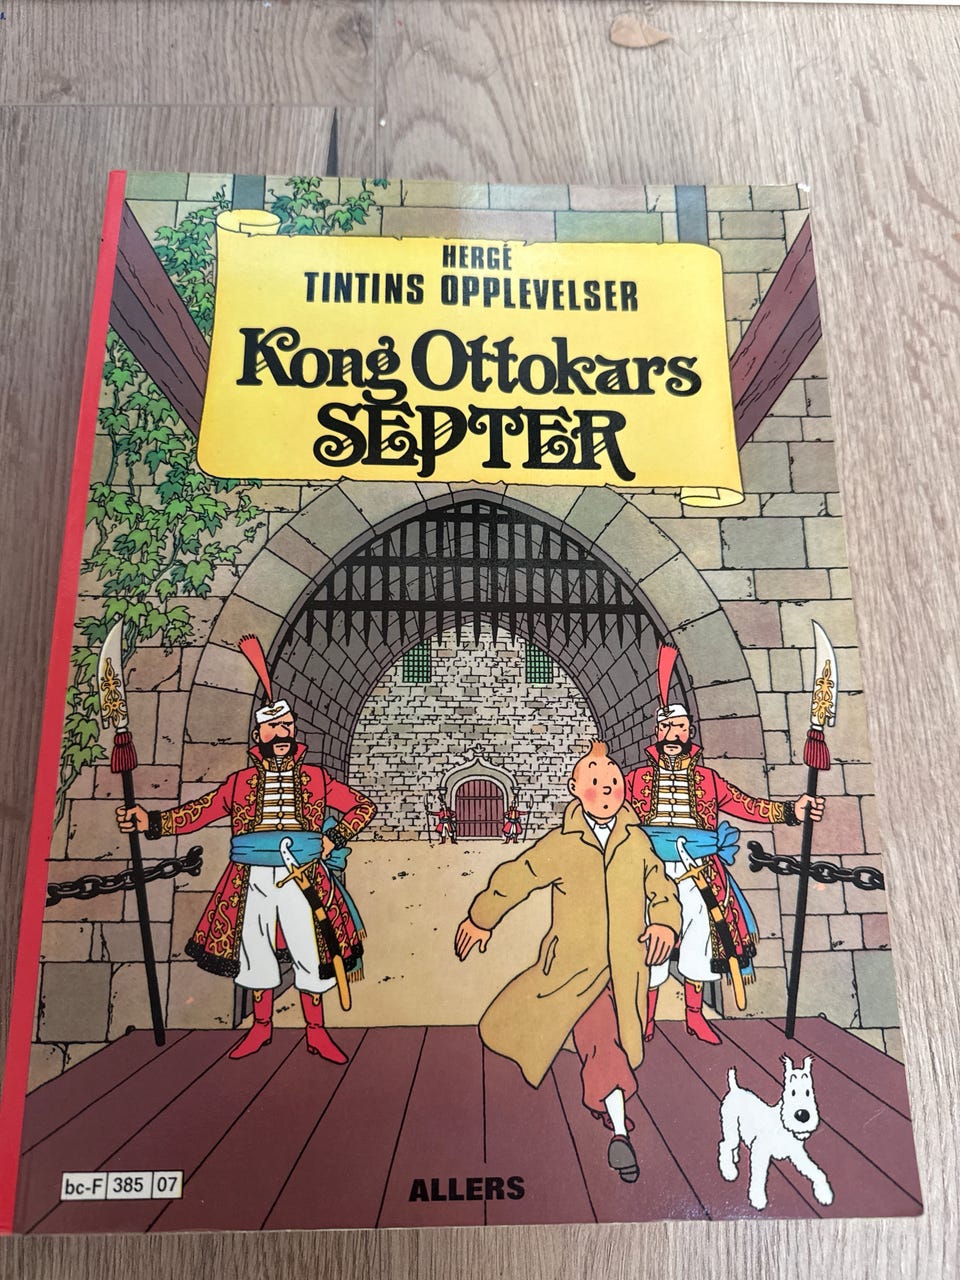 HERGÉ
TINTINS OPPLEVELSER
Kong Ottokars
SEPTER
bc-F 385 07
ALLERS